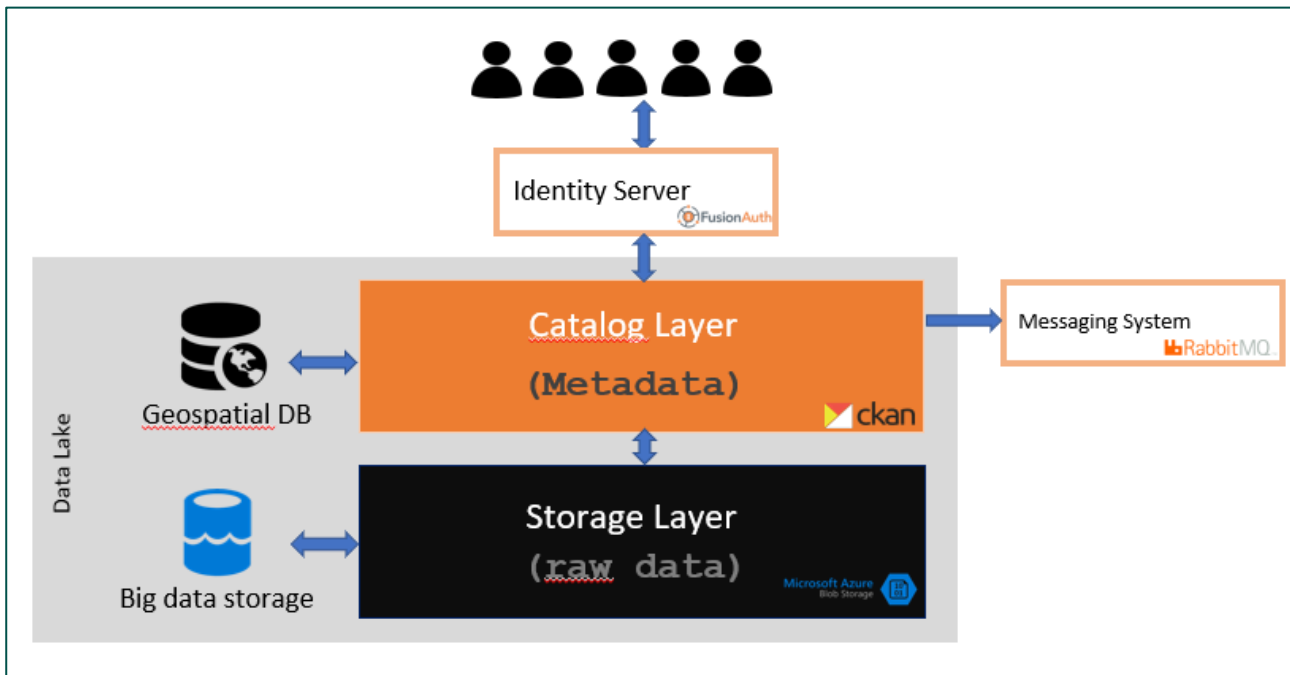 Identity Server
FusionAuth
Catalog Layer
(Metadata)
ckan
Messaging System
RabbitMQ
Geospatial DB
Data Lake
Storage Layer
(raw data)
Microsoft Azure
Blob Storage
Big data storage